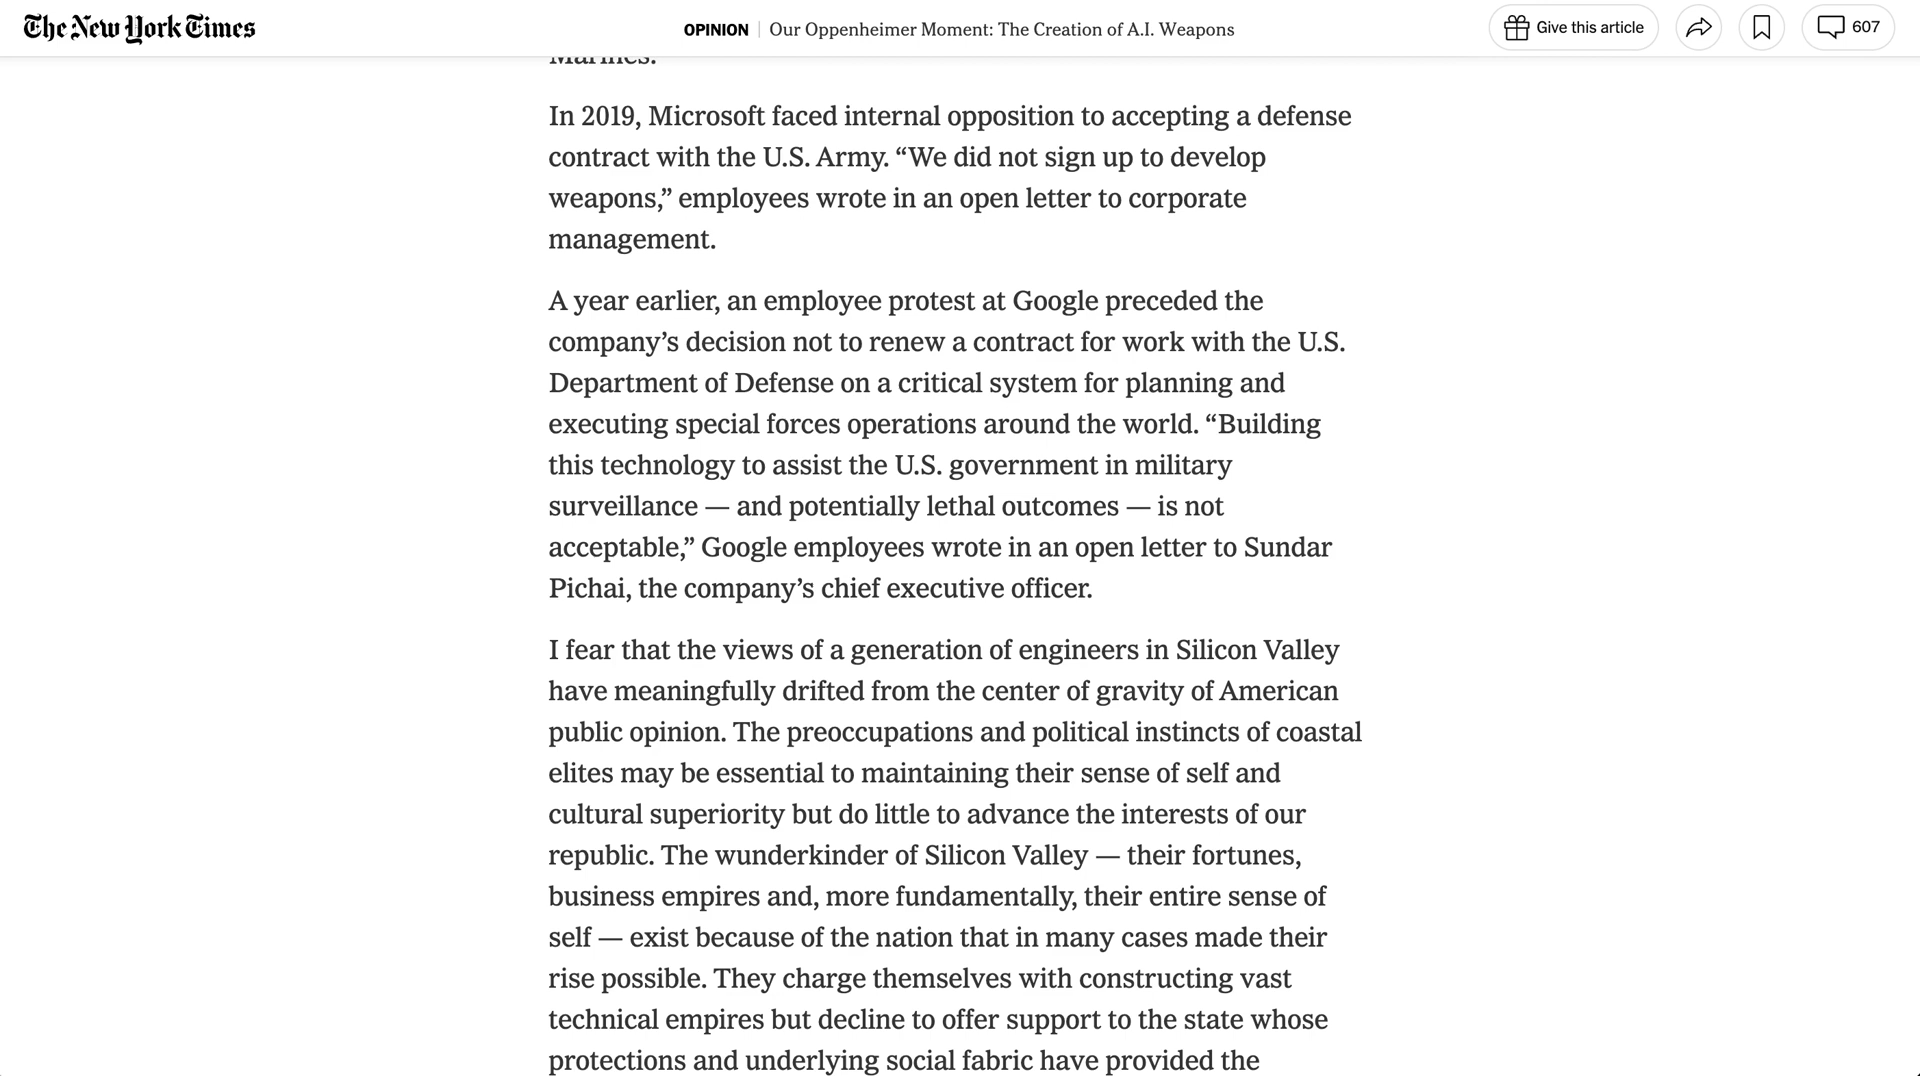 The New York Times
OPINION | Our Oppenheimer Moment: The Creation of A.I. Weapons
Give this article
607
Marines.
In 2019, Microsoft faced internal opposition to accepting a defense
contract with the U.S. Army. “We did not sign up to develop
weapons,” employees wrote in an open letter to corporate
management.
A year earlier, an employee protest at Google preceded the
company’s decision not to renew a contract for work with the U.S.
Department of Defense on a critical system for planning and
executing special forces operations around the world. “Building
this technology to assist the U.S. government in military
surveillance — and potentially lethal outcomes — is not
acceptable,” Google employees wrote in an open letter to Sundar
Pichai, the company’s chief executive officer.
I fear that the views of a generation of engineers in Silicon Valley
have meaningfully drifted from the center of gravity of American
public opinion. The preoccupations and political instincts of coastal
elites may be essential to maintaining their sense of self and
cultural superiority but do little to advance the interests of our
republic. The wunderkinder of Silicon Valley — their fortunes,
business empires and, more fundamentally, their entire sense of
self — exist because of the nation that in many cases made their
rise possible. They charge themselves with constructing vast
technical empires but decline to offer support to the state whose
protections and underlying social fabric have provided the